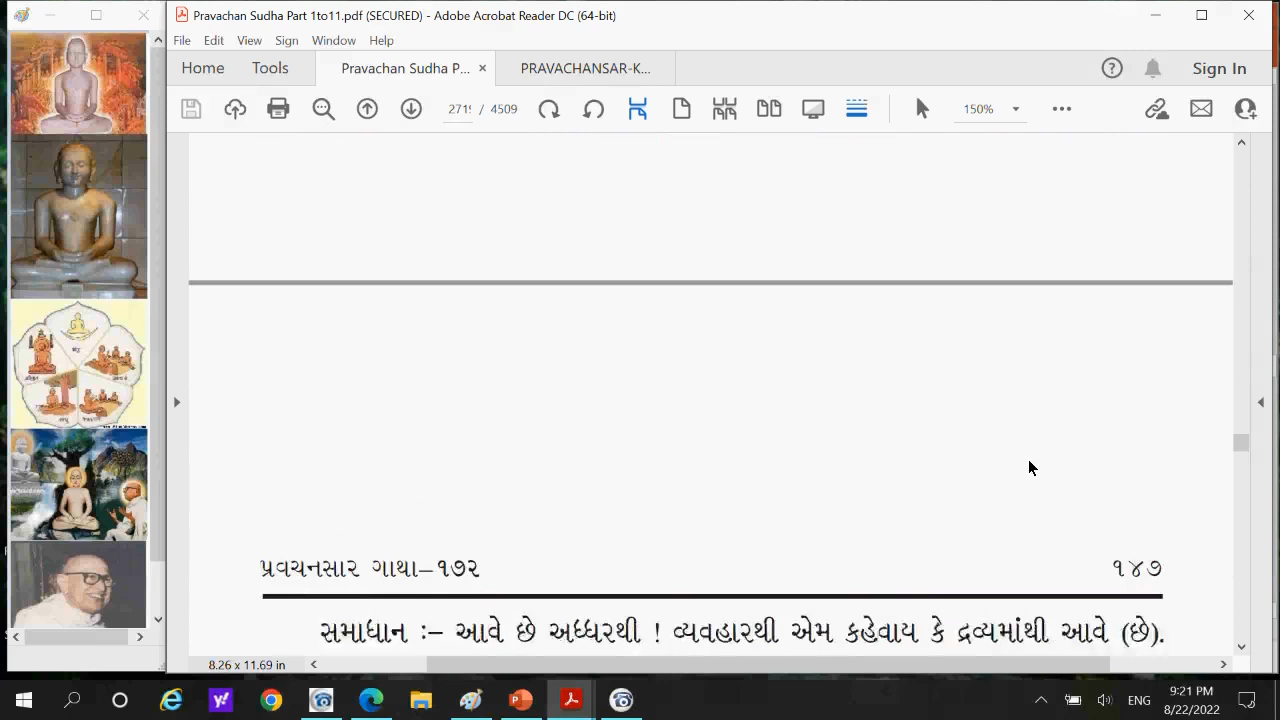 Pravachan Sudha Part 1to11.pdf (SECURED) - Adobe Acrobat Reader DC (64-bit)
File Edit View Sign Window Help
Home Tools Pravachan Sudha P... × PRAVACHANSAR-K... Sign In
2719 / 4509 150%
પ્રવચનસાર ગાથા–૧૭૨ ૧૪૭
સમાધાન :– આવે છે અધ્ધરથી ! વ્યવહારથી એમ કહેવાય કે દ્રવ્યમાંથી આવે (છે).
8.26 x 11.69 in
ENG 9:21 PM
8/22/2022